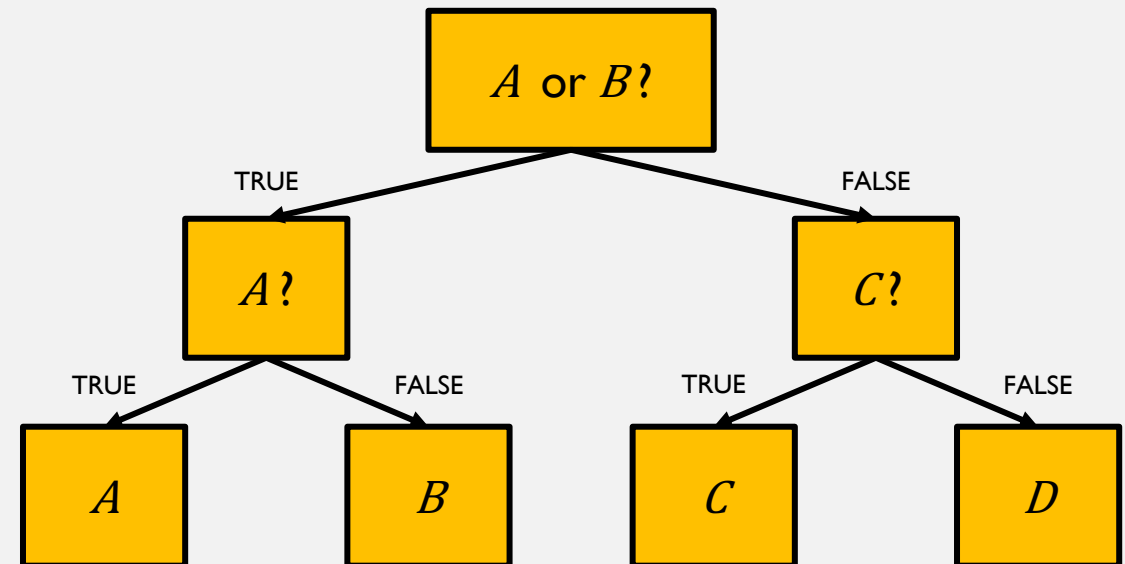 A or B?
TRUE
FALSE
A?
C?
TRUE
FALSE
TRUE
FALSE
A
B
C
D